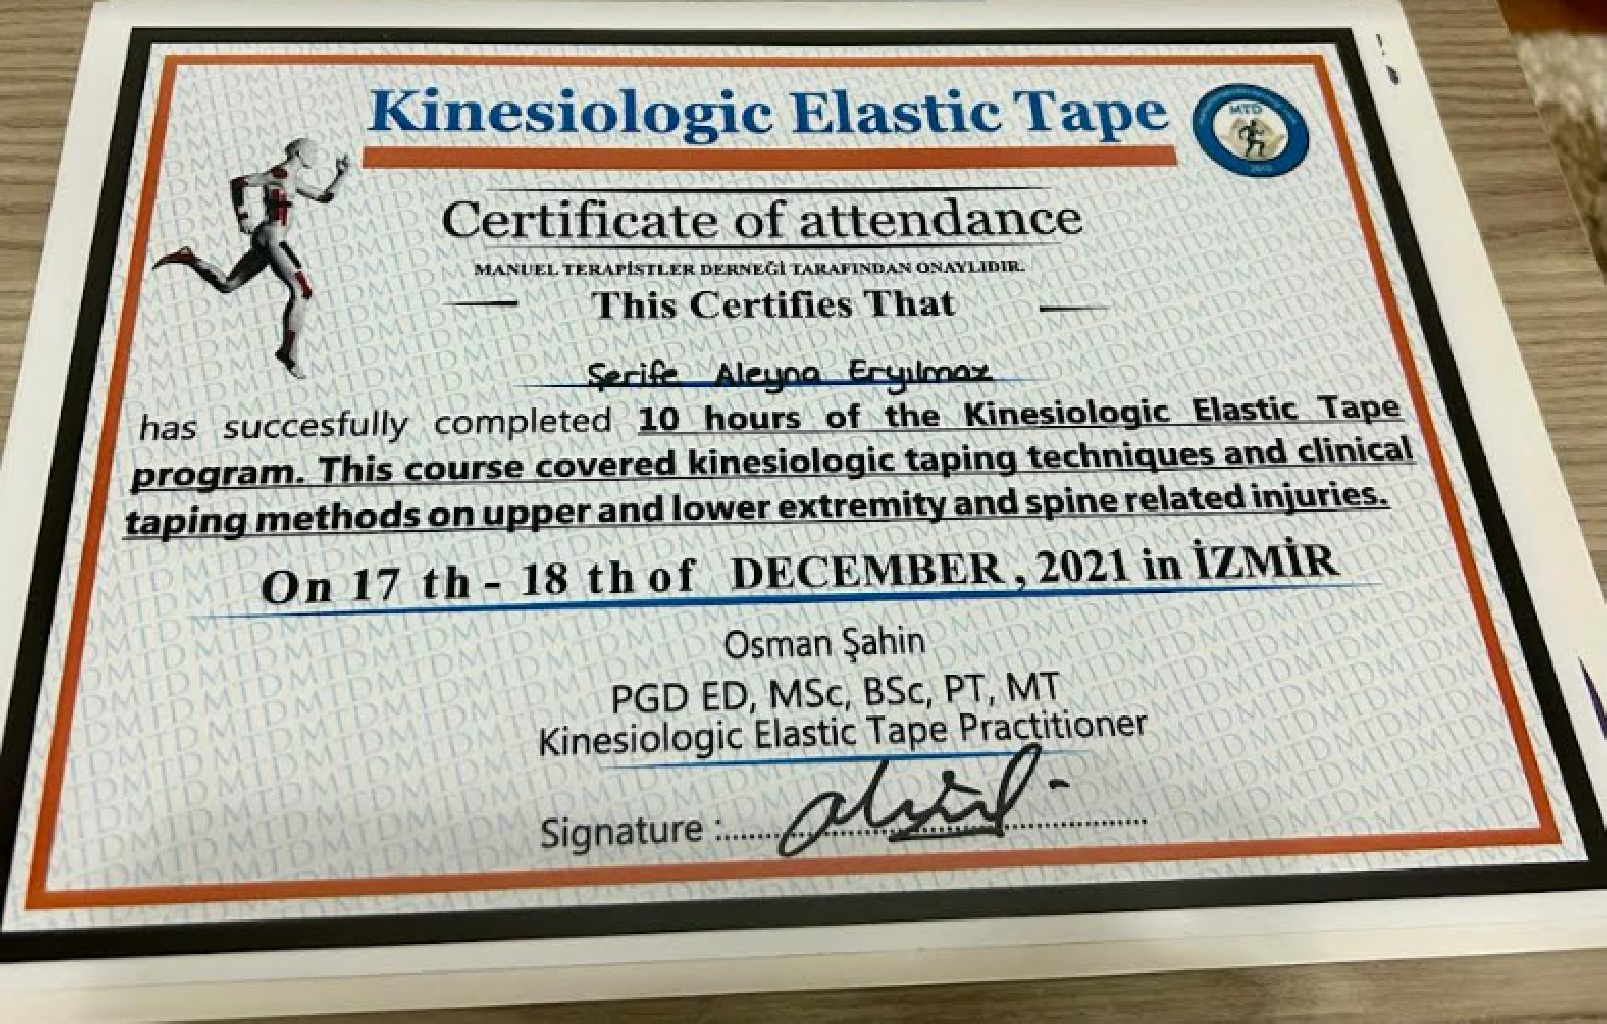 Kinesiologic Elastic Tape
MTD
Certificate of attendance
MANUEL TERAPİSTLER DERNEĞİ TARAFINDAN ONAYLIDIR.
This Certifies That
Şerife Aleyna Eryılmaz
has succesfully completed 10 hours of the Kinesiologic Elastic Tape
program. This course covered kinesiologic taping techniques and clinical
taping methods on upper and lower extremity and spine related injuries.
On 17 th - 18 th of DECEMBER, 2021 in İZMİR
Osman Şahin
PGD ED, MSc, BSc, PT, MT
Kinesiologic Elastic Tape Practitioner
Signature :